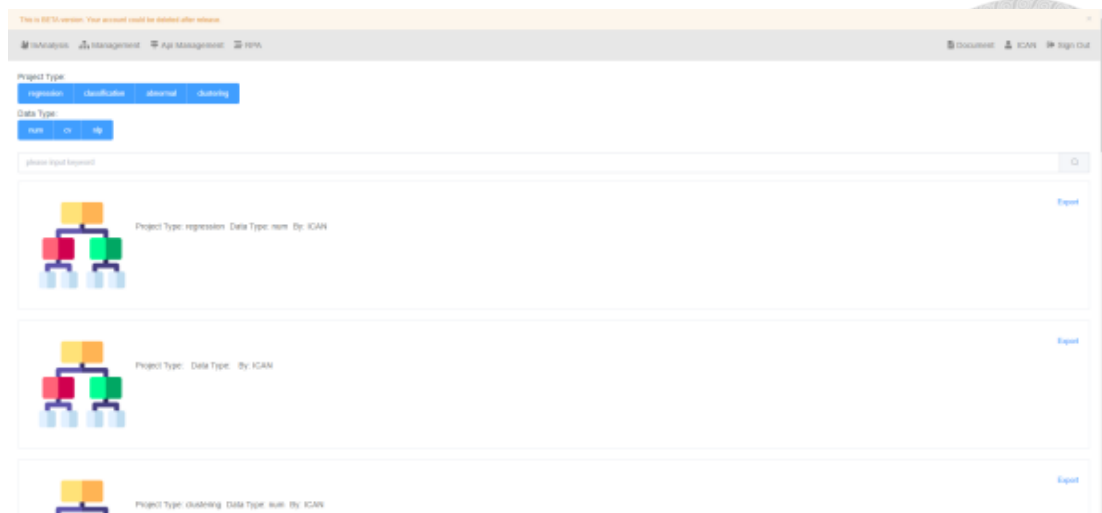 This is BETA version. Your account could be deleted after release.
Management Api Management RPA Document ICAN Sign Out
Project Type:
regression classification abnormal clustering
Data Type:
num cv nlp
please input keyword
Export
Project Type: regression Data Type: num By: ICAN
Export
Project Type: Data Type: By: ICAN
Export
Project Type: clustering Data Type: num By: ICAN